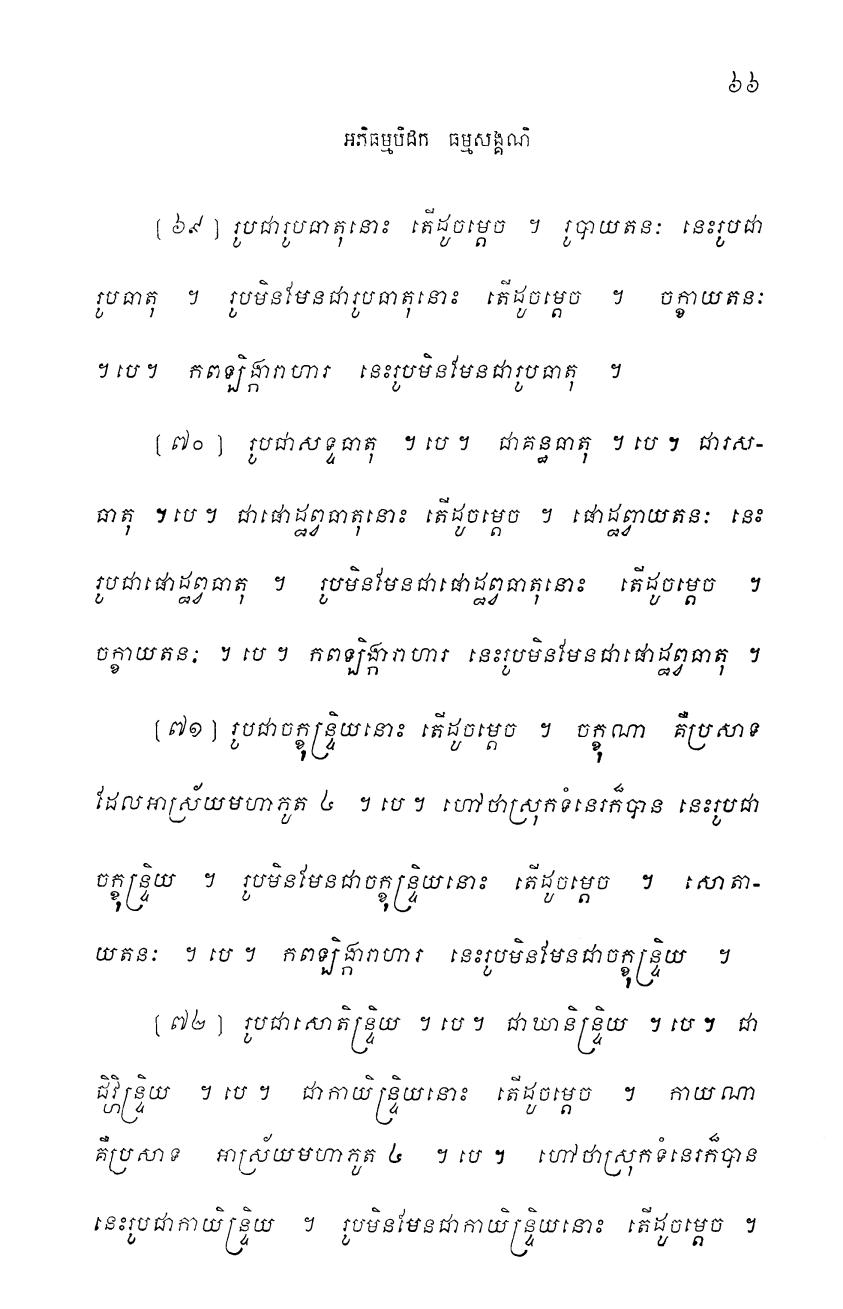 ៦៦
អភិធម្មបិដក ធម្មសង្គណិ
[ ៦៩ ] រូបជារូបធាតុនោះ តើដូចម្តេច ។ រូបាយតនៈ នេះរូបជា
រូបធាតុ ។ រូបមិនមែនជារូបធាតុនោះ តើដូចម្តេច ។ ចក្ខាយតនៈ
។ បេ ។ កពឡិង្ការាហារ នេះរូបមិនមែនជារូបធាតុ ។
[ ៧០ ] រូបជាសទ្ទធាតុ ។ បេ ។ ជាគន្ធធាតុ ។ បេ ។ ជារស-
ធាតុ ។ បេ ។ ជាផោដ្ឋព្វធាតុនោះ តើដូចម្តេច ។ ផោដ្ឋព្វាយតនៈ នេះ
រូបជាផោដ្ឋព្វធាតុ ។ រូបមិនមែនជាផោដ្ឋព្វធាតុនោះ តើដូចម្តេច ។
ចក្ខាយតនៈ ។ បេ ។ កពឡិង្ការាហារ នេះរូបមិនមែនជាផោដ្ឋព្វធាតុ ។
[ ៧១ ] រូបជាចក្ខុន្ទ្រិយនោះ តើដូចម្តេច ។ ចក្ខុណា គឺប្រសាទ
ដែលអាស្រ័យមហាភូត ៤ ។ បេ ។ ហៅថាស្រុកទំនេរក៏បាន នេះរូបជា
ចក្ខុន្ទ្រិយ ។ រូបមិនមែនជាចក្ខុន្ទ្រិយនោះ តើដូចម្តេច ។ សោតា-
យតនៈ ។ បេ ។ កពឡិង្ការាហារ នេះរូបមិនមែនជាចក្ខុន្ទ្រិយ ។
[ ៧២ ] រូបជាសោតិន្ទ្រិយ ។ បេ ។ ជាឃានិន្ទ្រិយ ។ បេ ។ ជា
ជិវ្ហិន្ទ្រិយ ។ បេ ។ ជាកាយិន្ទ្រិយនោះ តើដូចម្តេច ។ កាយណា
គឺប្រសាទ អាស្រ័យមហាភូត ៤ ។ បេ ។ ហៅថាស្រុកទំនេរក៏បាន
នេះរូបជាកាយិន្ទ្រិយ ។ រូបមិនមែនជាកាយិន្ទ្រិយនោះ តើដូចម្តេច ។